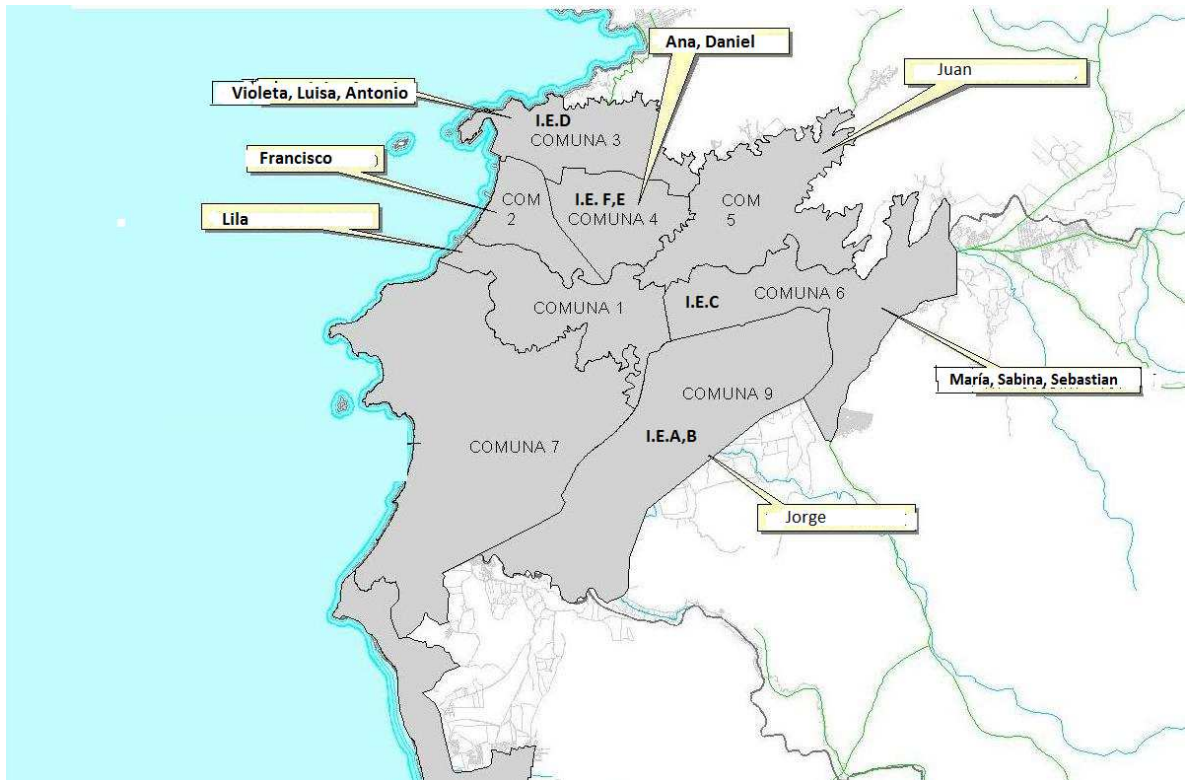 Ana, Daniel
Juan
Violeta, Luisa, Antonio
I.E.D
COMUNA 3
Francisco
COM
2
I.E. F,E
COMUNA 4
COM
5
Lila
COMUNA 1
I.E.C
COMUNA 6
María, Sabina, Sebastian
COMUNA 9
I.E.A,B
COMUNA 7
Jorge